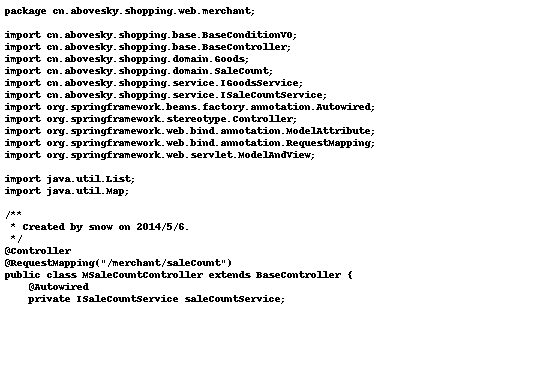 package cn.abovesky.shopping.web.merchant;

import cn.abovesky.shopping.base.BaseConditionVO;
import cn.abovesky.shopping.base.BaseController;
import cn.abovesky.shopping.domain.Goods;
import cn.abovesky.shopping.domain.SaleCount;
import cn.abovesky.shopping.service.IGoodsService;
import cn.abovesky.shopping.service.ISaleCountService;
import org.springframework.beans.factory.annotation.Autowired;
import org.springframework.stereotype.Controller;
import org.springframework.web.bind.annotation.ModelAttribute;
import org.springframework.web.bind.annotation.RequestMapping;
import org.springframework.web.servlet.ModelAndView;

import java.util.List;
import java.util.Map;

/**
 * Created by snow on 2014/5/6.
 */
@Controller
@RequestMapping("/merchant/saleCount")
public class MSaleCountController extends BaseController {
    @Autowired
    private ISaleCountService saleCountService;